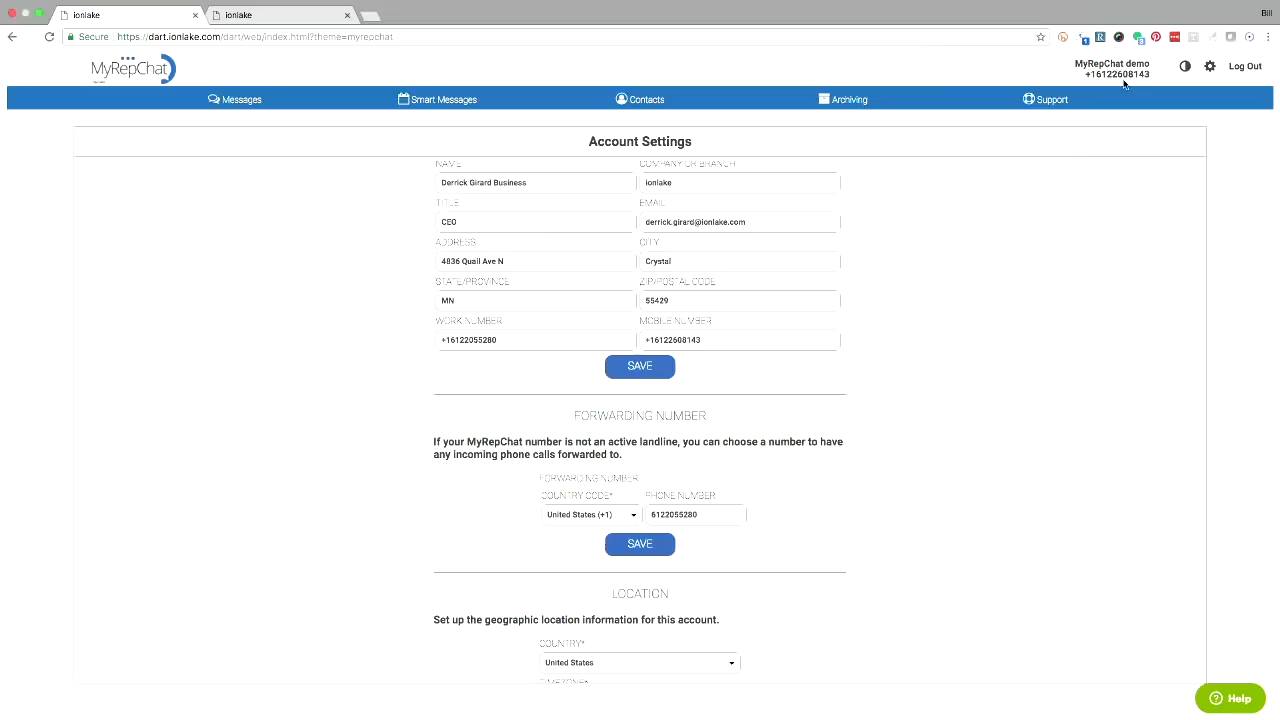 ionlake
ionlake
Bill
Secure https://dart.ionlake.com/dart/web/index.html?theme=myrepchat
MyRepChat
MyRepChat demo
+16122608143
Log Out
Messages
Smart Messages
Contacts
Archiving
Support
Account Settings
NAME
COMPANY OR BRANCH
Derrick Girard Business
ionlake
TITLE
EMAIL
CEO
derrick.girard@ionlake.com
ADDRESS
CITY
4836 Quail Ave N
Crystal
STATE/PROVINCE
ZIP/POSTAL CODE
MN
55429
WORK NUMBER
MOBILE NUMBER
+16122055280
+16122608143
SAVE
FORWARDING NUMBER
If your MyRepChat number is not an active landline, you can choose a number to have
any incoming phone calls forwarded to.
FORWARDING NUMBER
COUNTRY CODE*
PHONE NUMBER
United States (+1)
6122055280
SAVE
LOCATION
Set up the geographic location information for this account.
COUNTRY*
United States
TIMEZONE*
Help